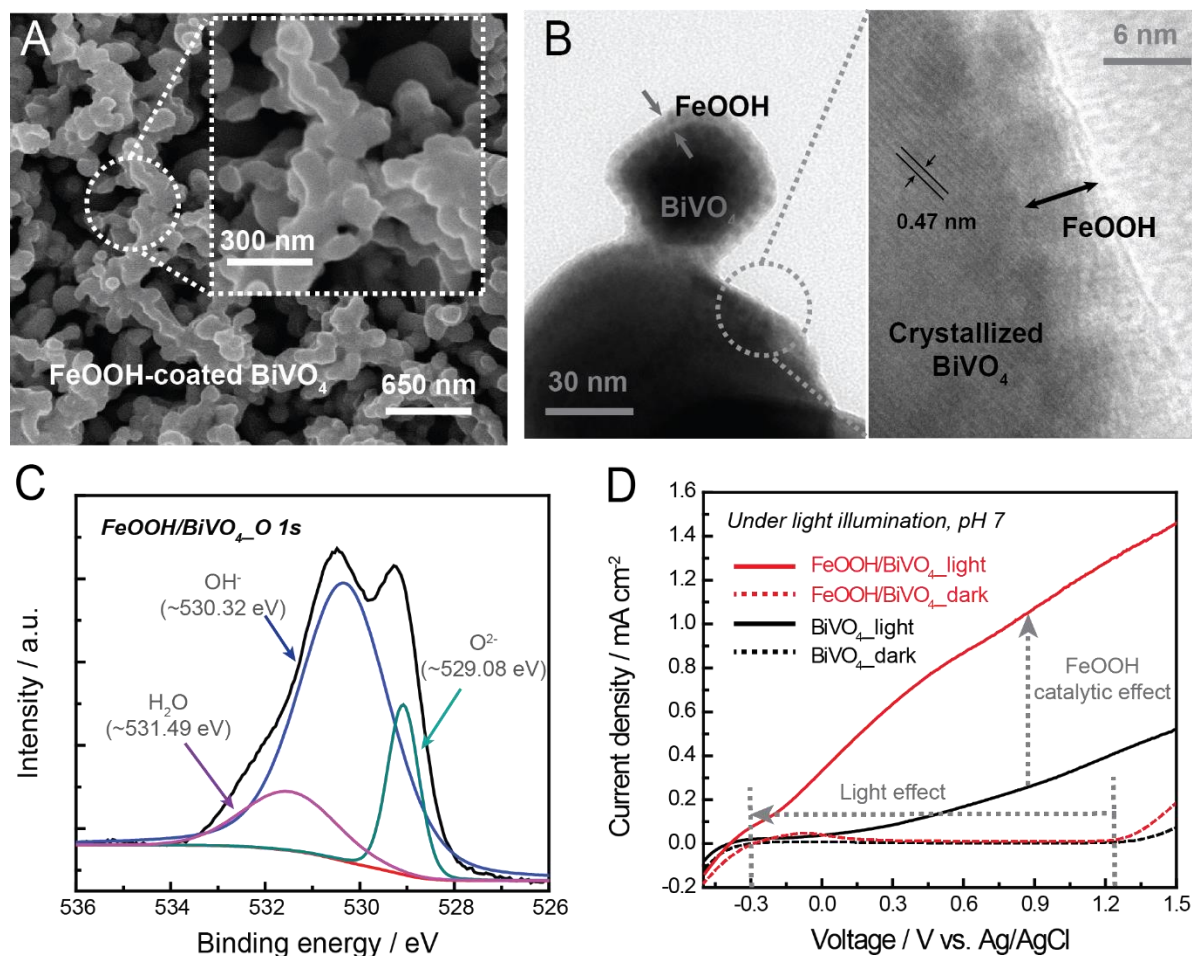 A
300 nm
FeOOH-coated BiVO₄
650 nm
B
FeOOH
BiVO₄
30 nm
6 nm
0.47 nm
FeOOH
Crystallized
BiVO₄
C
FeOOH/BiVO₄_O 1s
OH⁻
(~530.32 eV)
O²⁻
(~529.08 eV)
H₂O
(~531.49 eV)
Intensity / a.u.
536 534 532 530 528 526
Binding energy / eV
D
Under light illumination, pH 7
FeOOH/BiVO₄_light
FeOOH/BiVO₄_dark
BiVO₄_light
BiVO₄_dark
FeOOH
catalytic effect
Light effect
Current density / mA cm⁻²
1.6
1.4
1.2
1.0
0.8
0.6
0.4
0.2
0.0
-0.2
-0.3 0.0 0.3 0.6 0.9 1.2 1.5
Voltage / V vs. Ag/AgCl